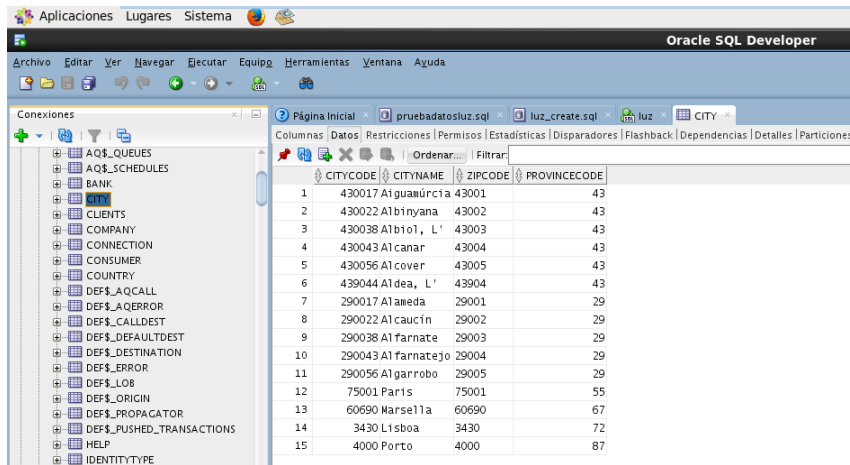 Aplicaciones Lugares Sistema
Oracle SQL Developer
Archivo Editar Ver Navegar Ejecutar Equipo Herramientas Ventana Ayuda
Conexiones
Página Inicial pruebadatosluz.sql luz_create.sql luz CITY
Columnas Datos Restricciones Permisos Estadísticas Disparadores Flashback Dependencias Detalles Particiones
Ordenar... Filtrar:
AQ$_QUEUES
AQ$_SCHEDULES
BANK
CITY
CLIENTS
COMPANY
CONNECTION
CONSUMER
COUNTRY
DEF$_AQCALL
DEF$_AQERROR
DEF$_CALLDEST
DEF$_DEFAULTDEST
DEF$_DESTINATION
DEF$_ERROR
DEF$_LOB
DEF$_ORIGIN
DEF$_PROPAGATOR
DEF$_PUSHED_TRANSACTIONS
HELP
IDENTITYTYPE
CITYCODE CITYNAME ZIPCODE PROVINCECODE
1 430017 Aiguamúrcia 43001 43
2 430022 Albinyana 43002 43
3 430038 Albiol, L' 43003 43
4 430043 Alcanar 43004 43
5 430056 Alcover 43005 43
6 439044 Aldea, L' 43904 43
7 290017 Alameda 29001 29
8 290022 Alcaucín 29002 29
9 290038 Alfarnate 29003 29
10 290043 Alfarnatejo 29004 29
11 290056 Algarrobo 29005 29
12 75001 Paris 75001 55
13 60690 Marsella 60690 67
14 3430 Lisboa 3430 72
15 4000 Porto 4000 87